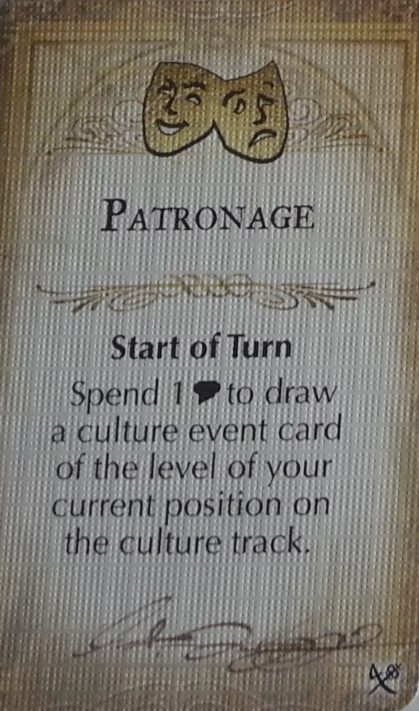 PATRONAGE
Start of Turn
Spend 1 to draw
a culture event card
of the level of your
current position on
the culture track.